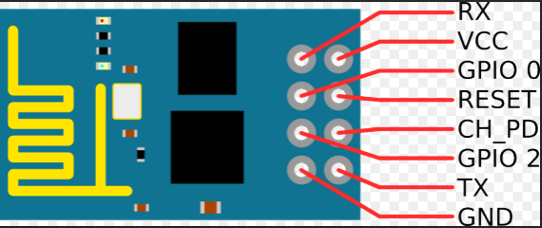 RX
VCC
GPIO 0
RESET
CH_PD
GPIO 2
TX
GND